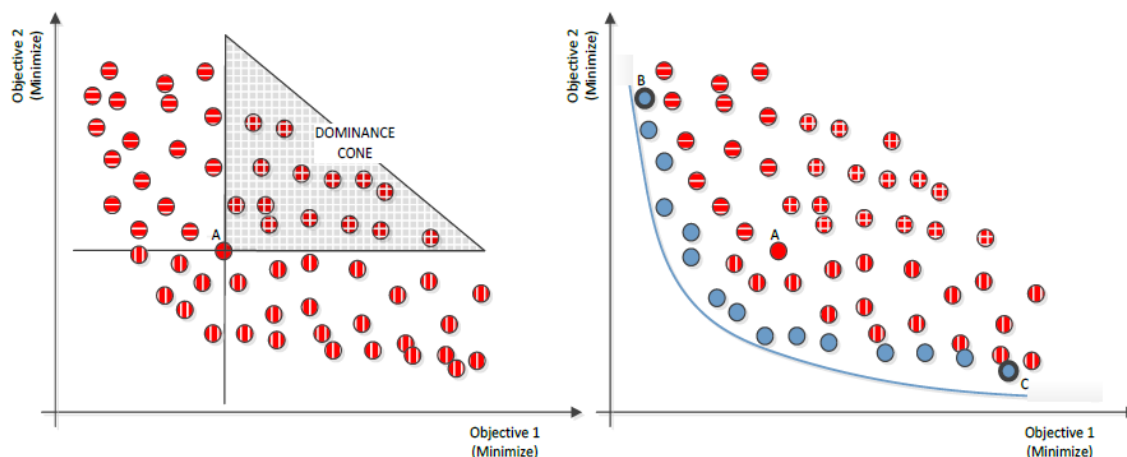 Objective 2
(Minimize)
DOMINANCE
CONE
A
Objective 1
(Minimize)
Objective 2
(Minimize)
B
A
C
Objective 1
(Minimize)